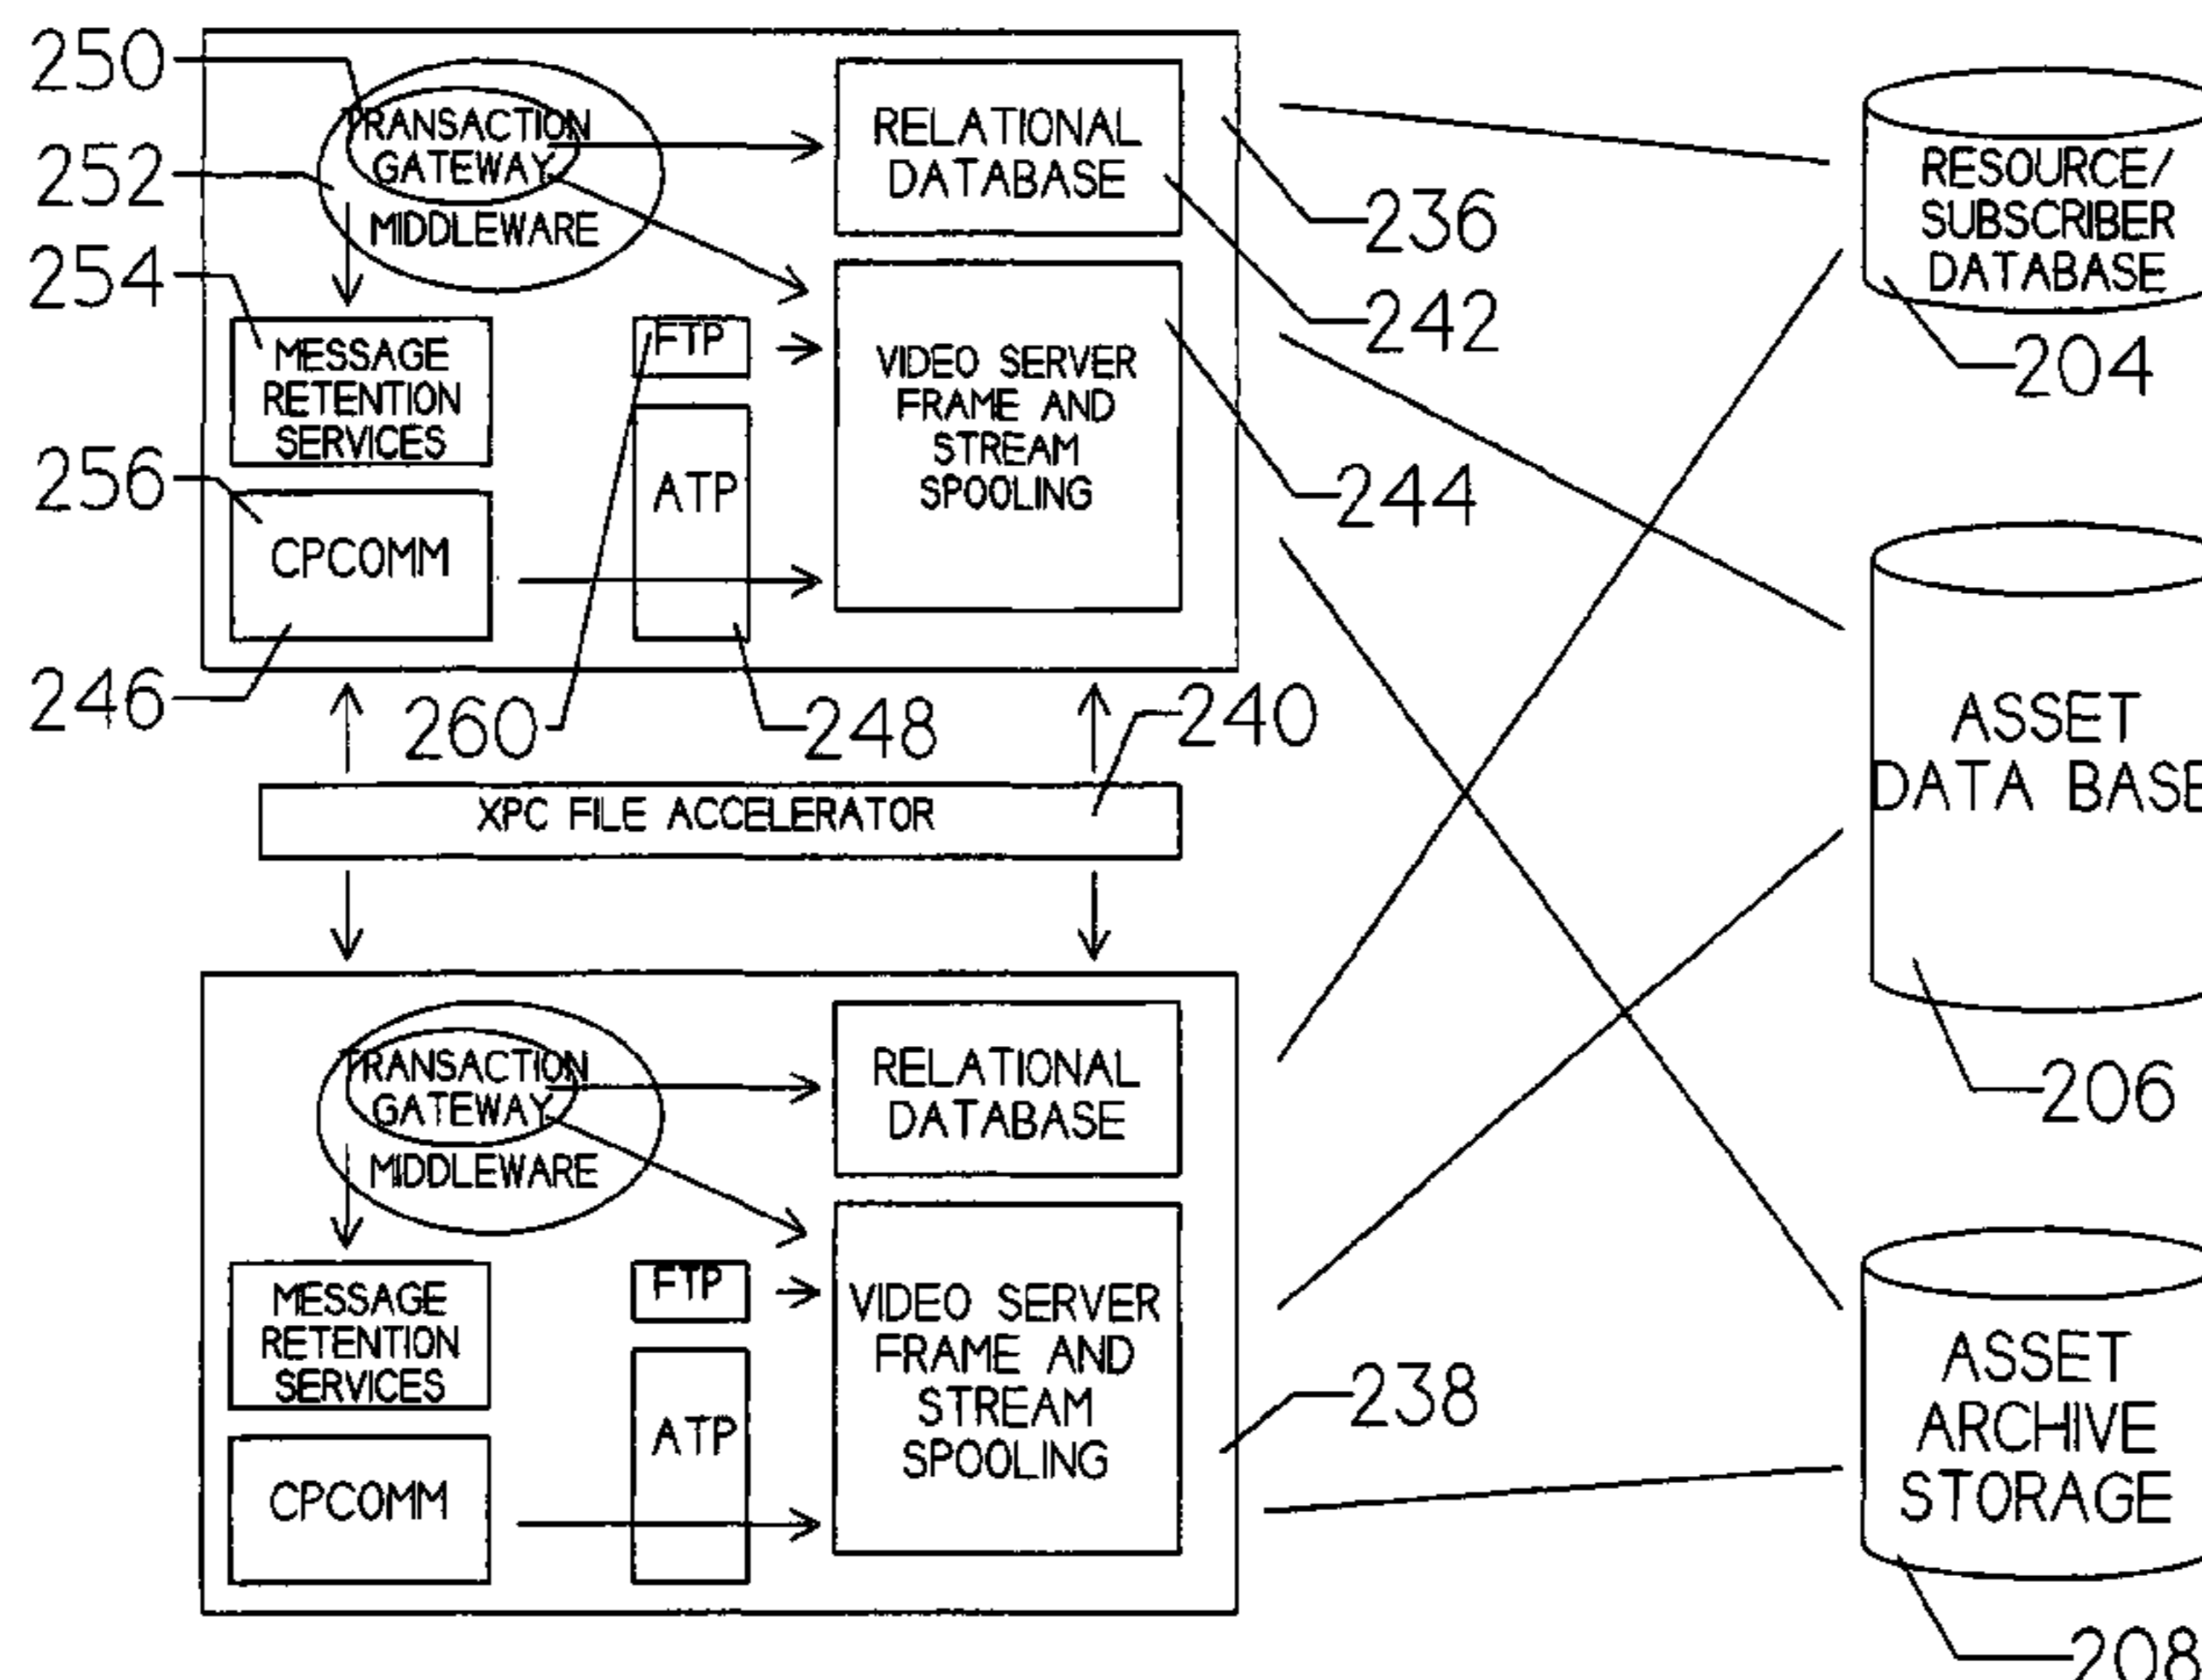 250
TRANSACTION
GATEWAY
252
MIDDLEWARE
254
MESSAGE
RETENTION
SERVICES
256
CPCOMM
246
FTP
ATP
260
248
RELATIONAL
DATABASE
VIDEO SERVER
FRAME AND
STREAM
SPOOLING
236
242
244
240
XPC FILE ACCELERATOR
TRANSACTION
GATEWAY
MIDDLEWARE
MESSAGE
RETENTION
SERVICES
CPCOMM
FTP
ATP
RELATIONAL
DATABASE
VIDEO SERVER
FRAME AND
STREAM
SPOOLING
238
RESOURCE/
SUBSCRIBER
DATABASE
204
ASSET
DATA BASE
206
ASSET
ARCHIVE
STORAGE
208